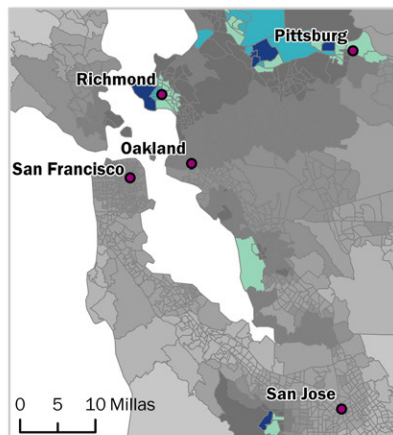 Pittsburg
Richmond
Oakland
San Francisco
San Jose
0 5 10 Millas